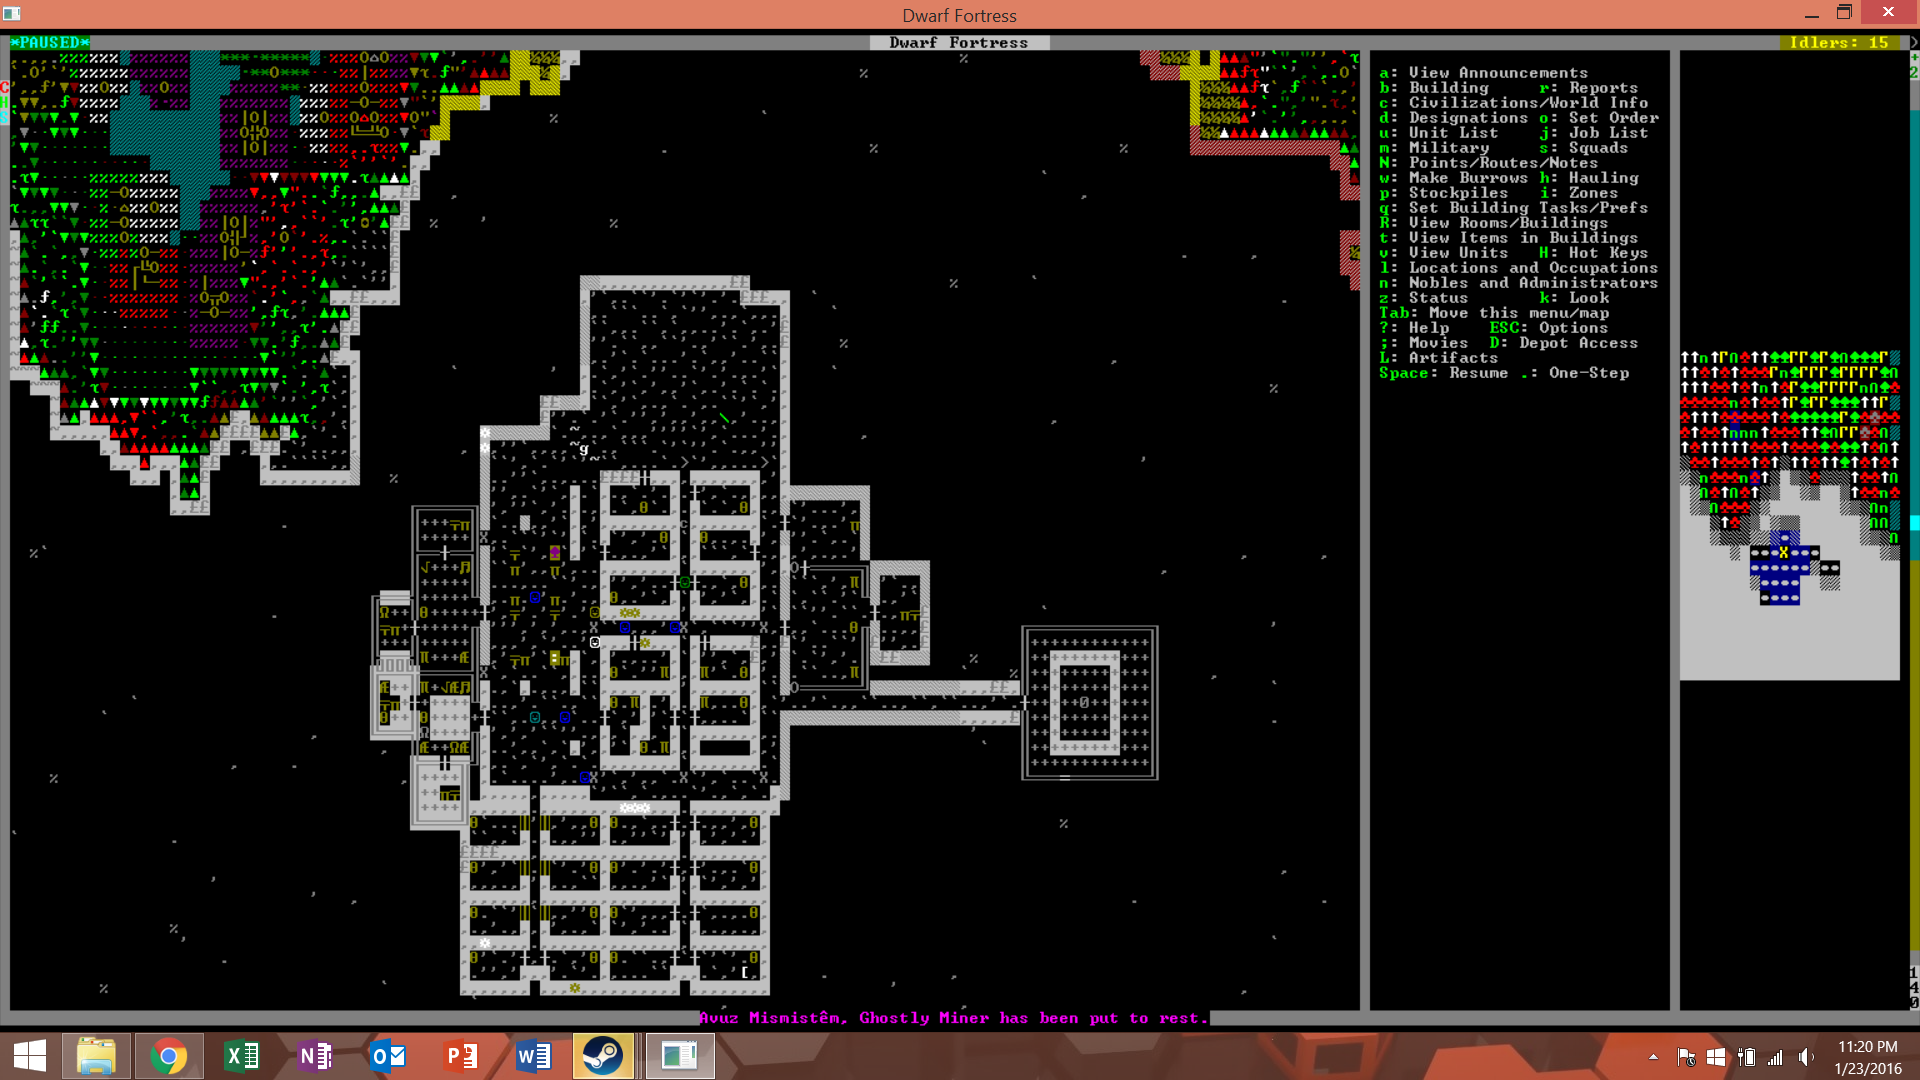 Dwarf Fortress
*PAUSED*
Dwarf Fortress
Idlers: 15
a: View Announcements
b: Building r: Reports
c: Civilizations/World Info
d: Designations o: Set Order
u: Unit List j: Job List
m: Military s: Squads
N: Points/Routes/Notes
w: Make Burrows h: Hauling
p: Stockpiles i: Zones
q: Set Building Tasks/Prefs
R: View Rooms/Buildings
t: View Items in Buildings
v: View Units H: Hot Keys
l: Locations and Occupations
n: Nobles and Administrators
z: Status k: Look
Tab: Move this menu/map
?: Help ESC: Options
;: Movies D: Depot Access
L: Artifacts
Space: Resume .: One-Step
Avuz Mismistêm, Ghostly Miner has been put to rest.
11:20 PM
1/23/2016